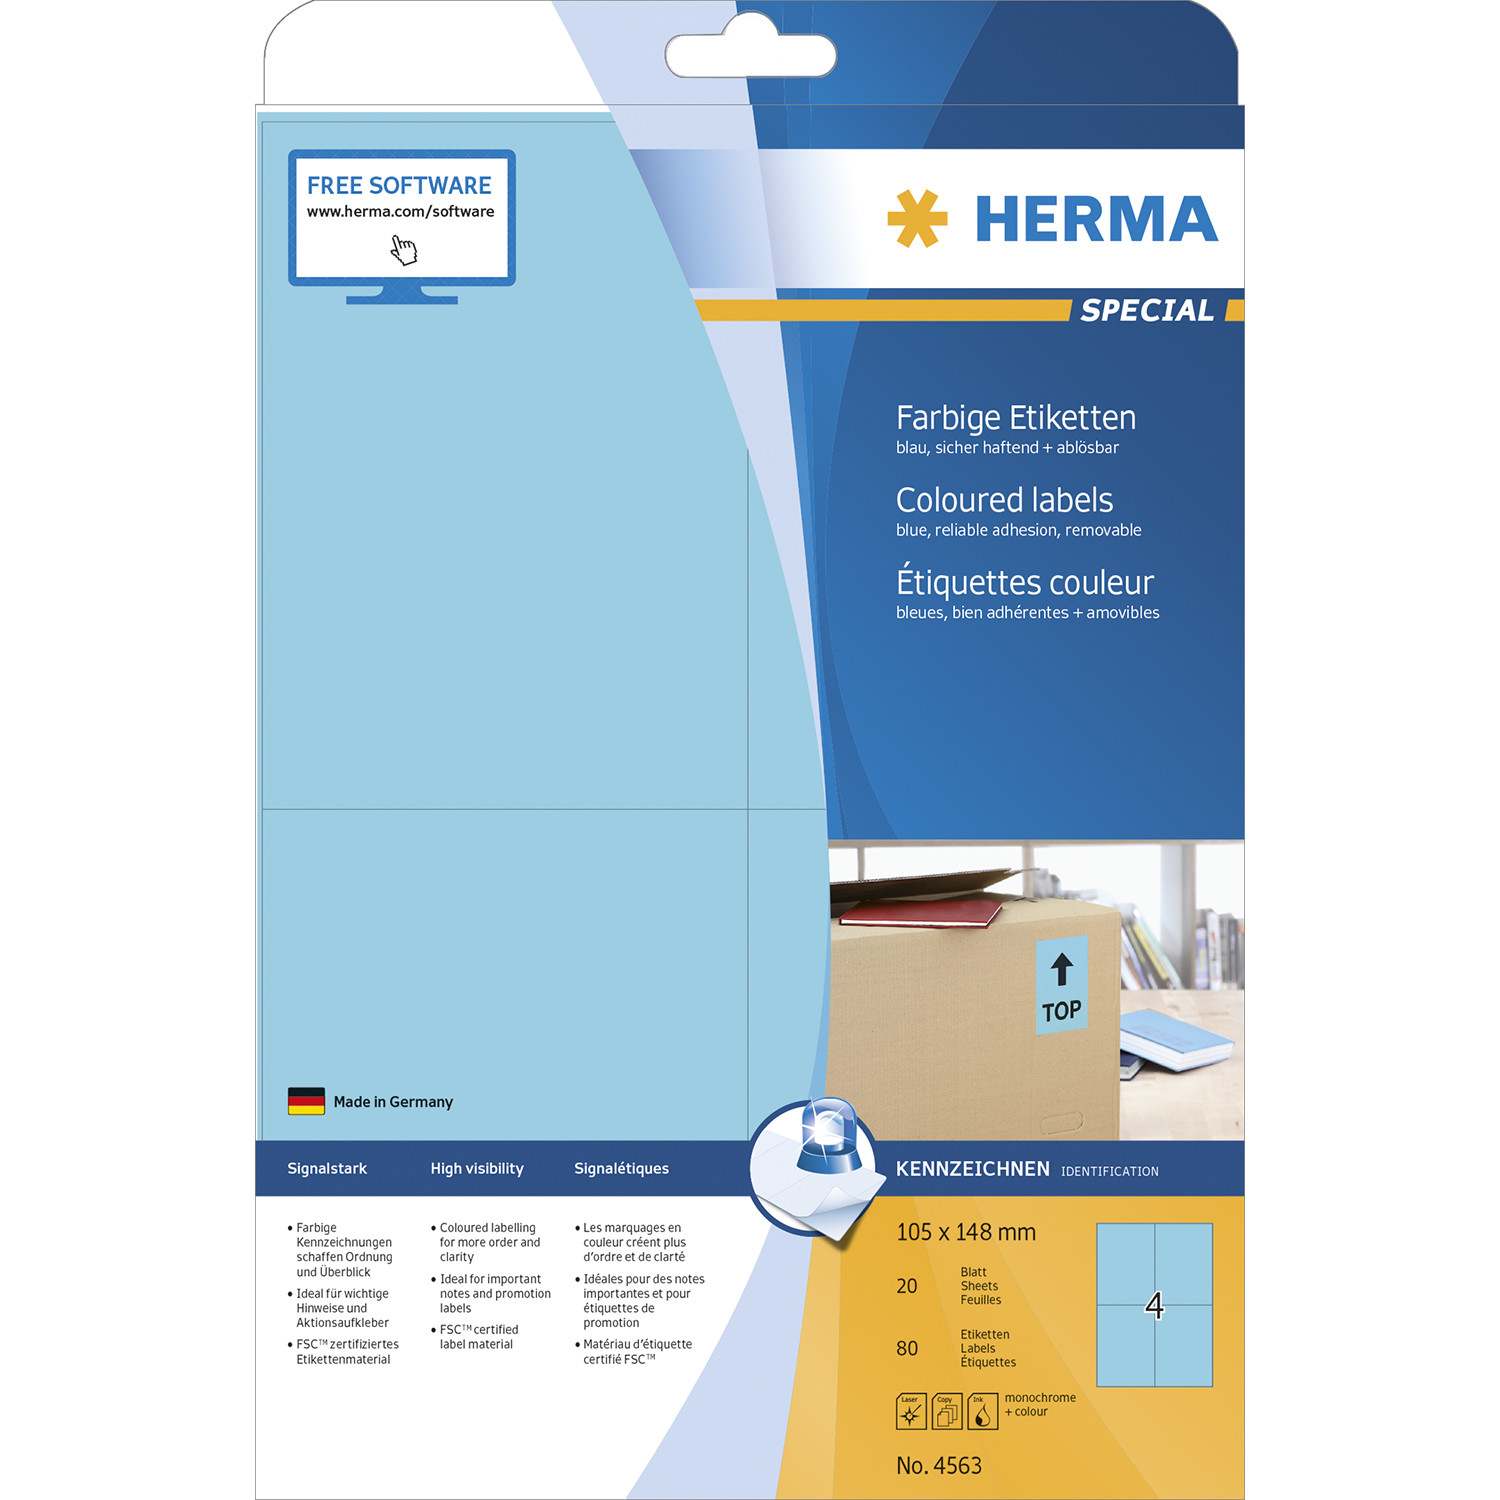 FREE SOFTWARE
www.herma.com/software
HERMA
SPECIAL
Farbige Etiketten
blau, sicher haftend + ablösbar
Coloured labels
blue, reliable adhesion, removable
Étiquettes couleur
bleues, bien adhérentes + amovibles
TOP
Made in Germany
Signalstark
• Farbige
Kennzeichnungen
schaffen Ordnung
und Überblick
• Ideal für wichtige
Hinweise und
Aktionsaufkleber
• FSC™ zertifiziertes
Etikettenmaterial
High visibility
• Coloured labelling
for more order and
clarity
• Ideal for important
notes and promotion
labels
• FSC™ certified
label material
Signalétiques
• Les marquages en
couleur créent plus
d'ordre et de clarté
• Idéales pour des notes
importantes et pour
étiquettes de
promotion
• Matériau d'étiquette
certifié FSC™
KENNZEICHNEN IDENTIFICATION
105 x 148 mm
20
Blatt
Sheets
Feuilles
80
Etiketten
Labels
Étiquettes
4
Laser
Copy
Ink
monochrome
+ colour
No. 4563